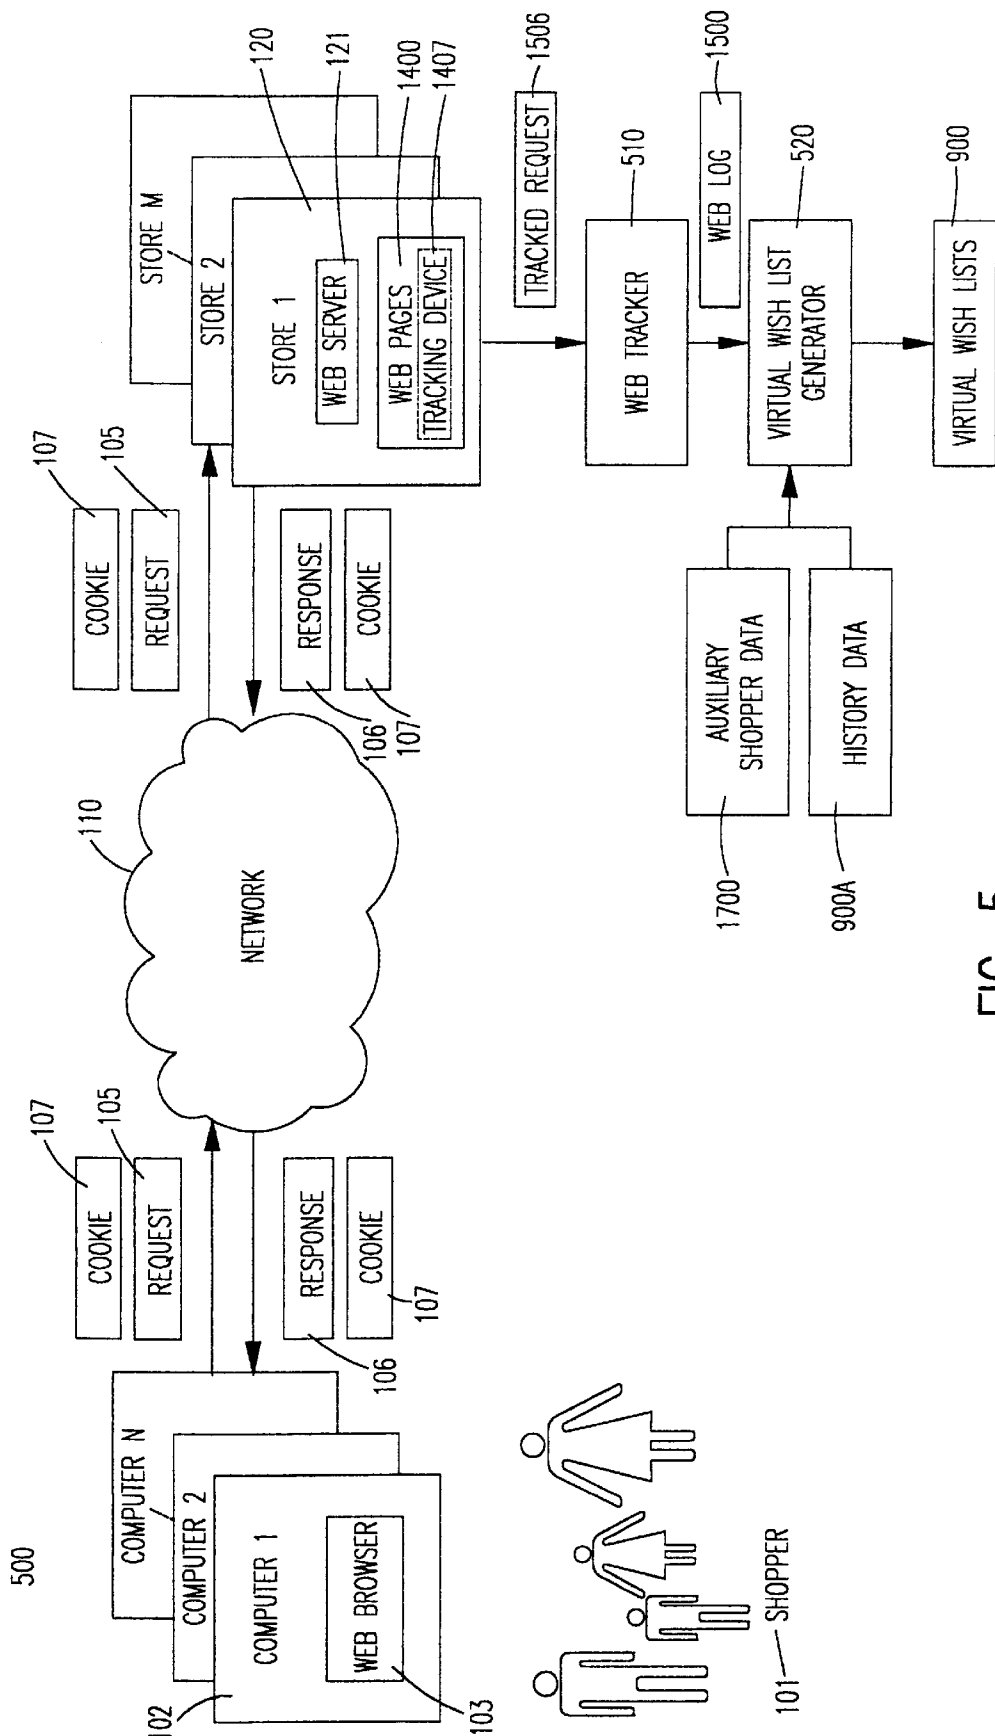 500
COMPUTER N
COMPUTER 2
COMPUTER 1
WEB BROWSER
102
103
101
SHOPPER
107
105
COOKIE
REQUEST
RESPONSE
COOKIE
106
107
110
NETWORK
107
105
COOKIE
REQUEST
RESPONSE
COOKIE
106
107
STORE M
STORE 2
STORE 1
WEB SERVER
WEB PAGES
TRACKING DEVICE
120
121
1400
1407
TRACKED REQUEST
1506
WEB TRACKER
510
WEB LOG
1500
VIRTUAL WISH LIST
GENERATOR
520
AUXILIARY
SHOPPER DATA
1700
HISTORY DATA
900A
VIRTUAL WISH LISTS
900